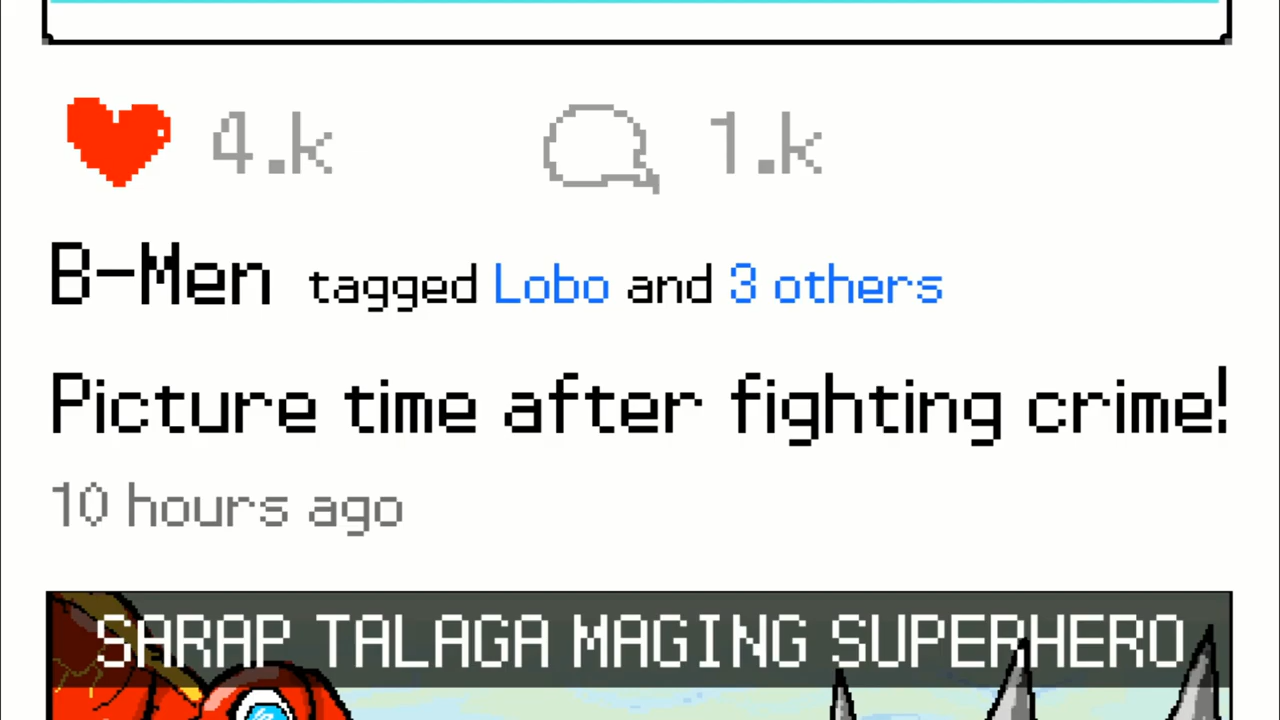 4.k 1.k
B-Men tagged Lobo and 3 others
Picture time after fighting crime!
10 hours ago
SARAP TALAGA MAGING SUPERHERO